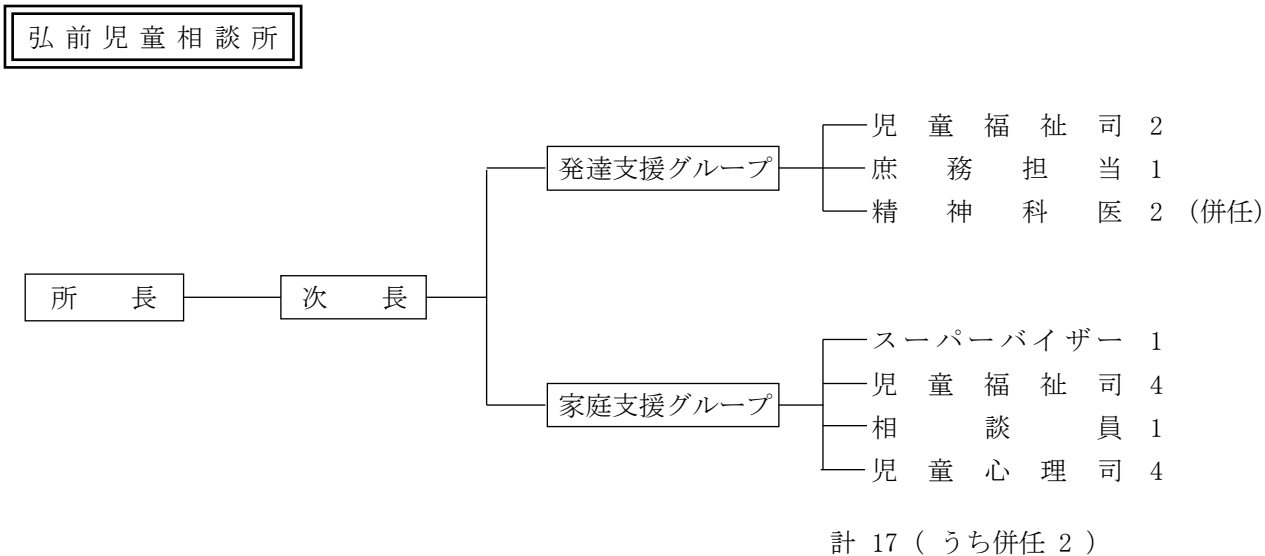 弘前児童相談所
児童福祉司 2
発達支援グループ
庶務担当 1
精神科医 2 (併任)
所長
次長
スーパーバイザー 1
児童福祉司 4
家庭支援グループ
相談員 1
児童心理司 4
計 17 ( うち併任 2 )